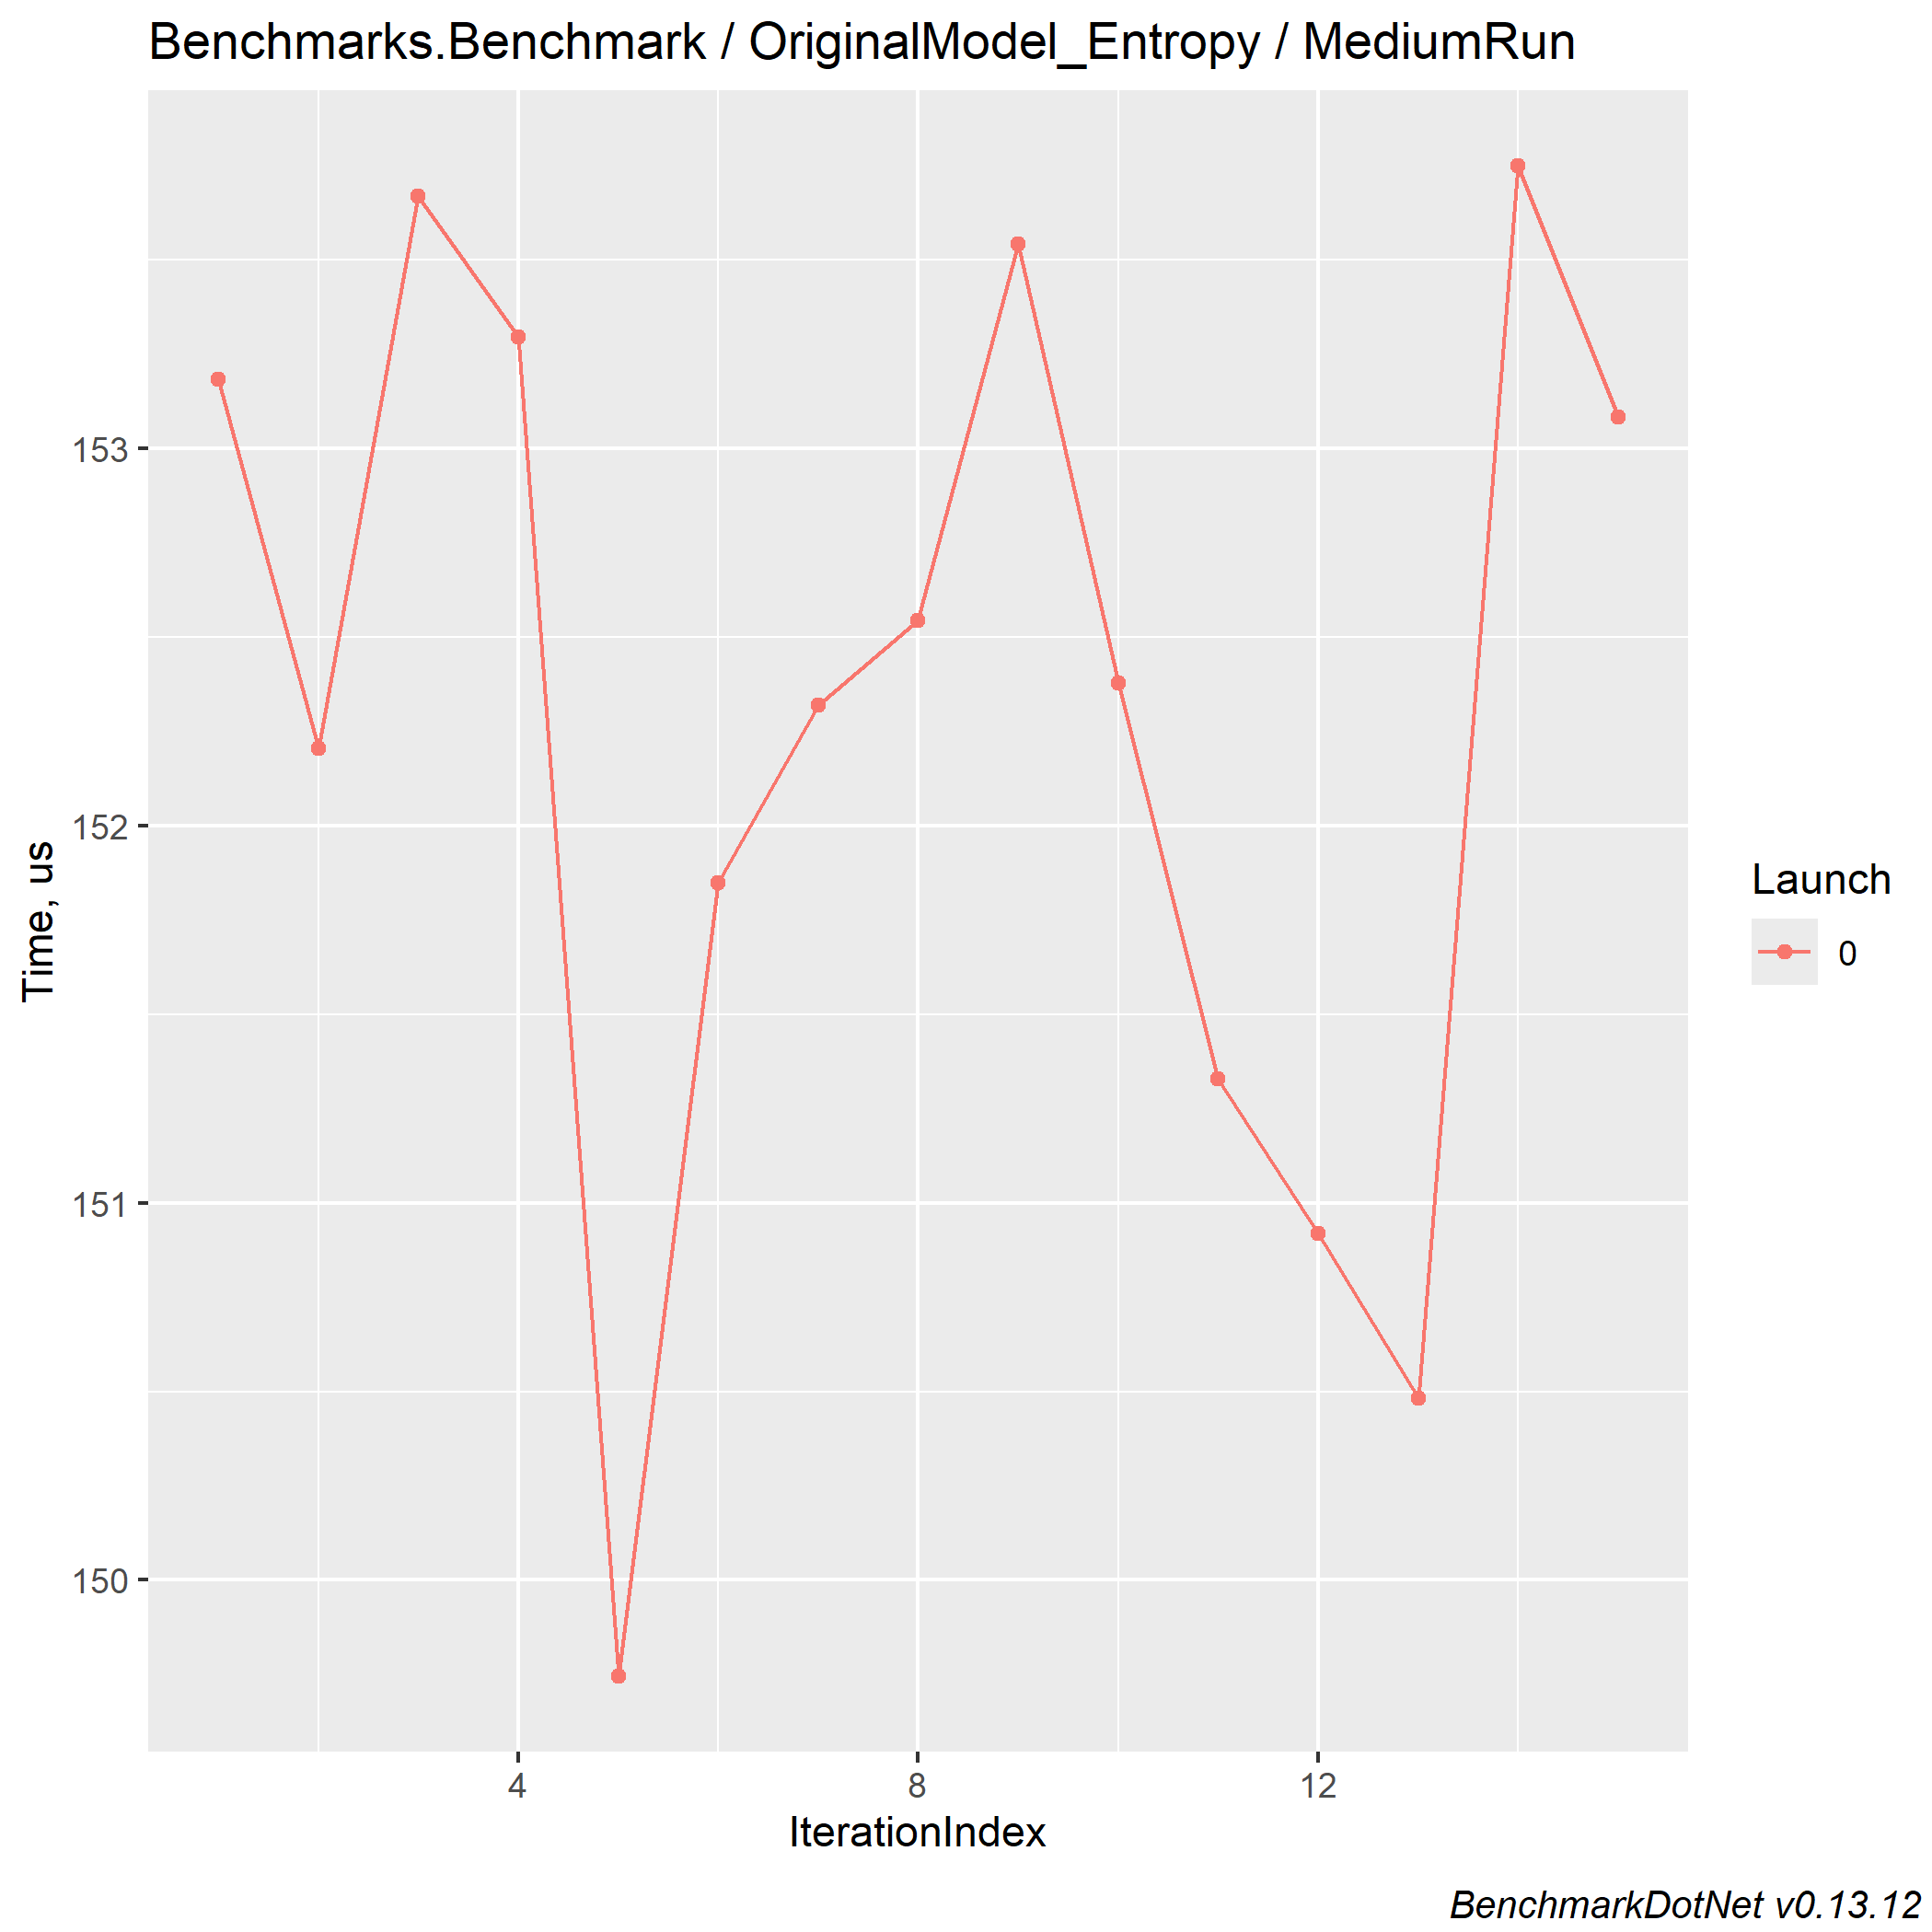 Benchmarks.Benchmark / OriginalModel_Entropy / MediumRun
153
152
151
150
Time, us
4 8 12
IterationIndex
Launch
0
BenchmarkDotNet v0.13.12